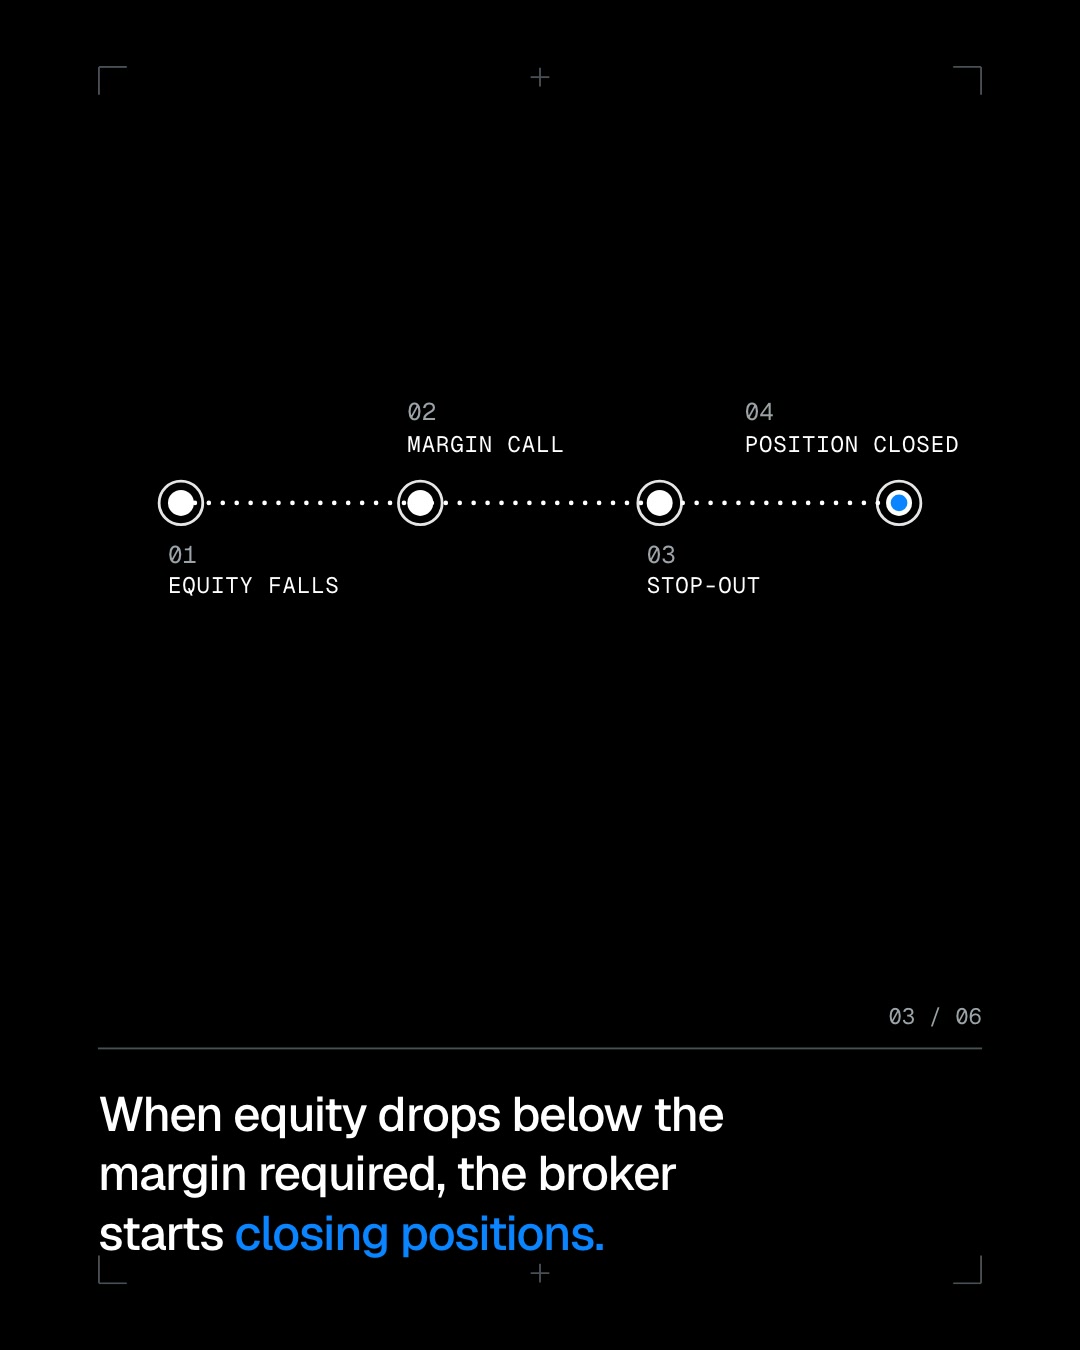 02
MARGIN CALL
04
POSITION CLOSED
01
EQUITY FALLS
03
STOP-OUT
03 / 06
When equity drops below the
margin required, the broker
starts closing positions.